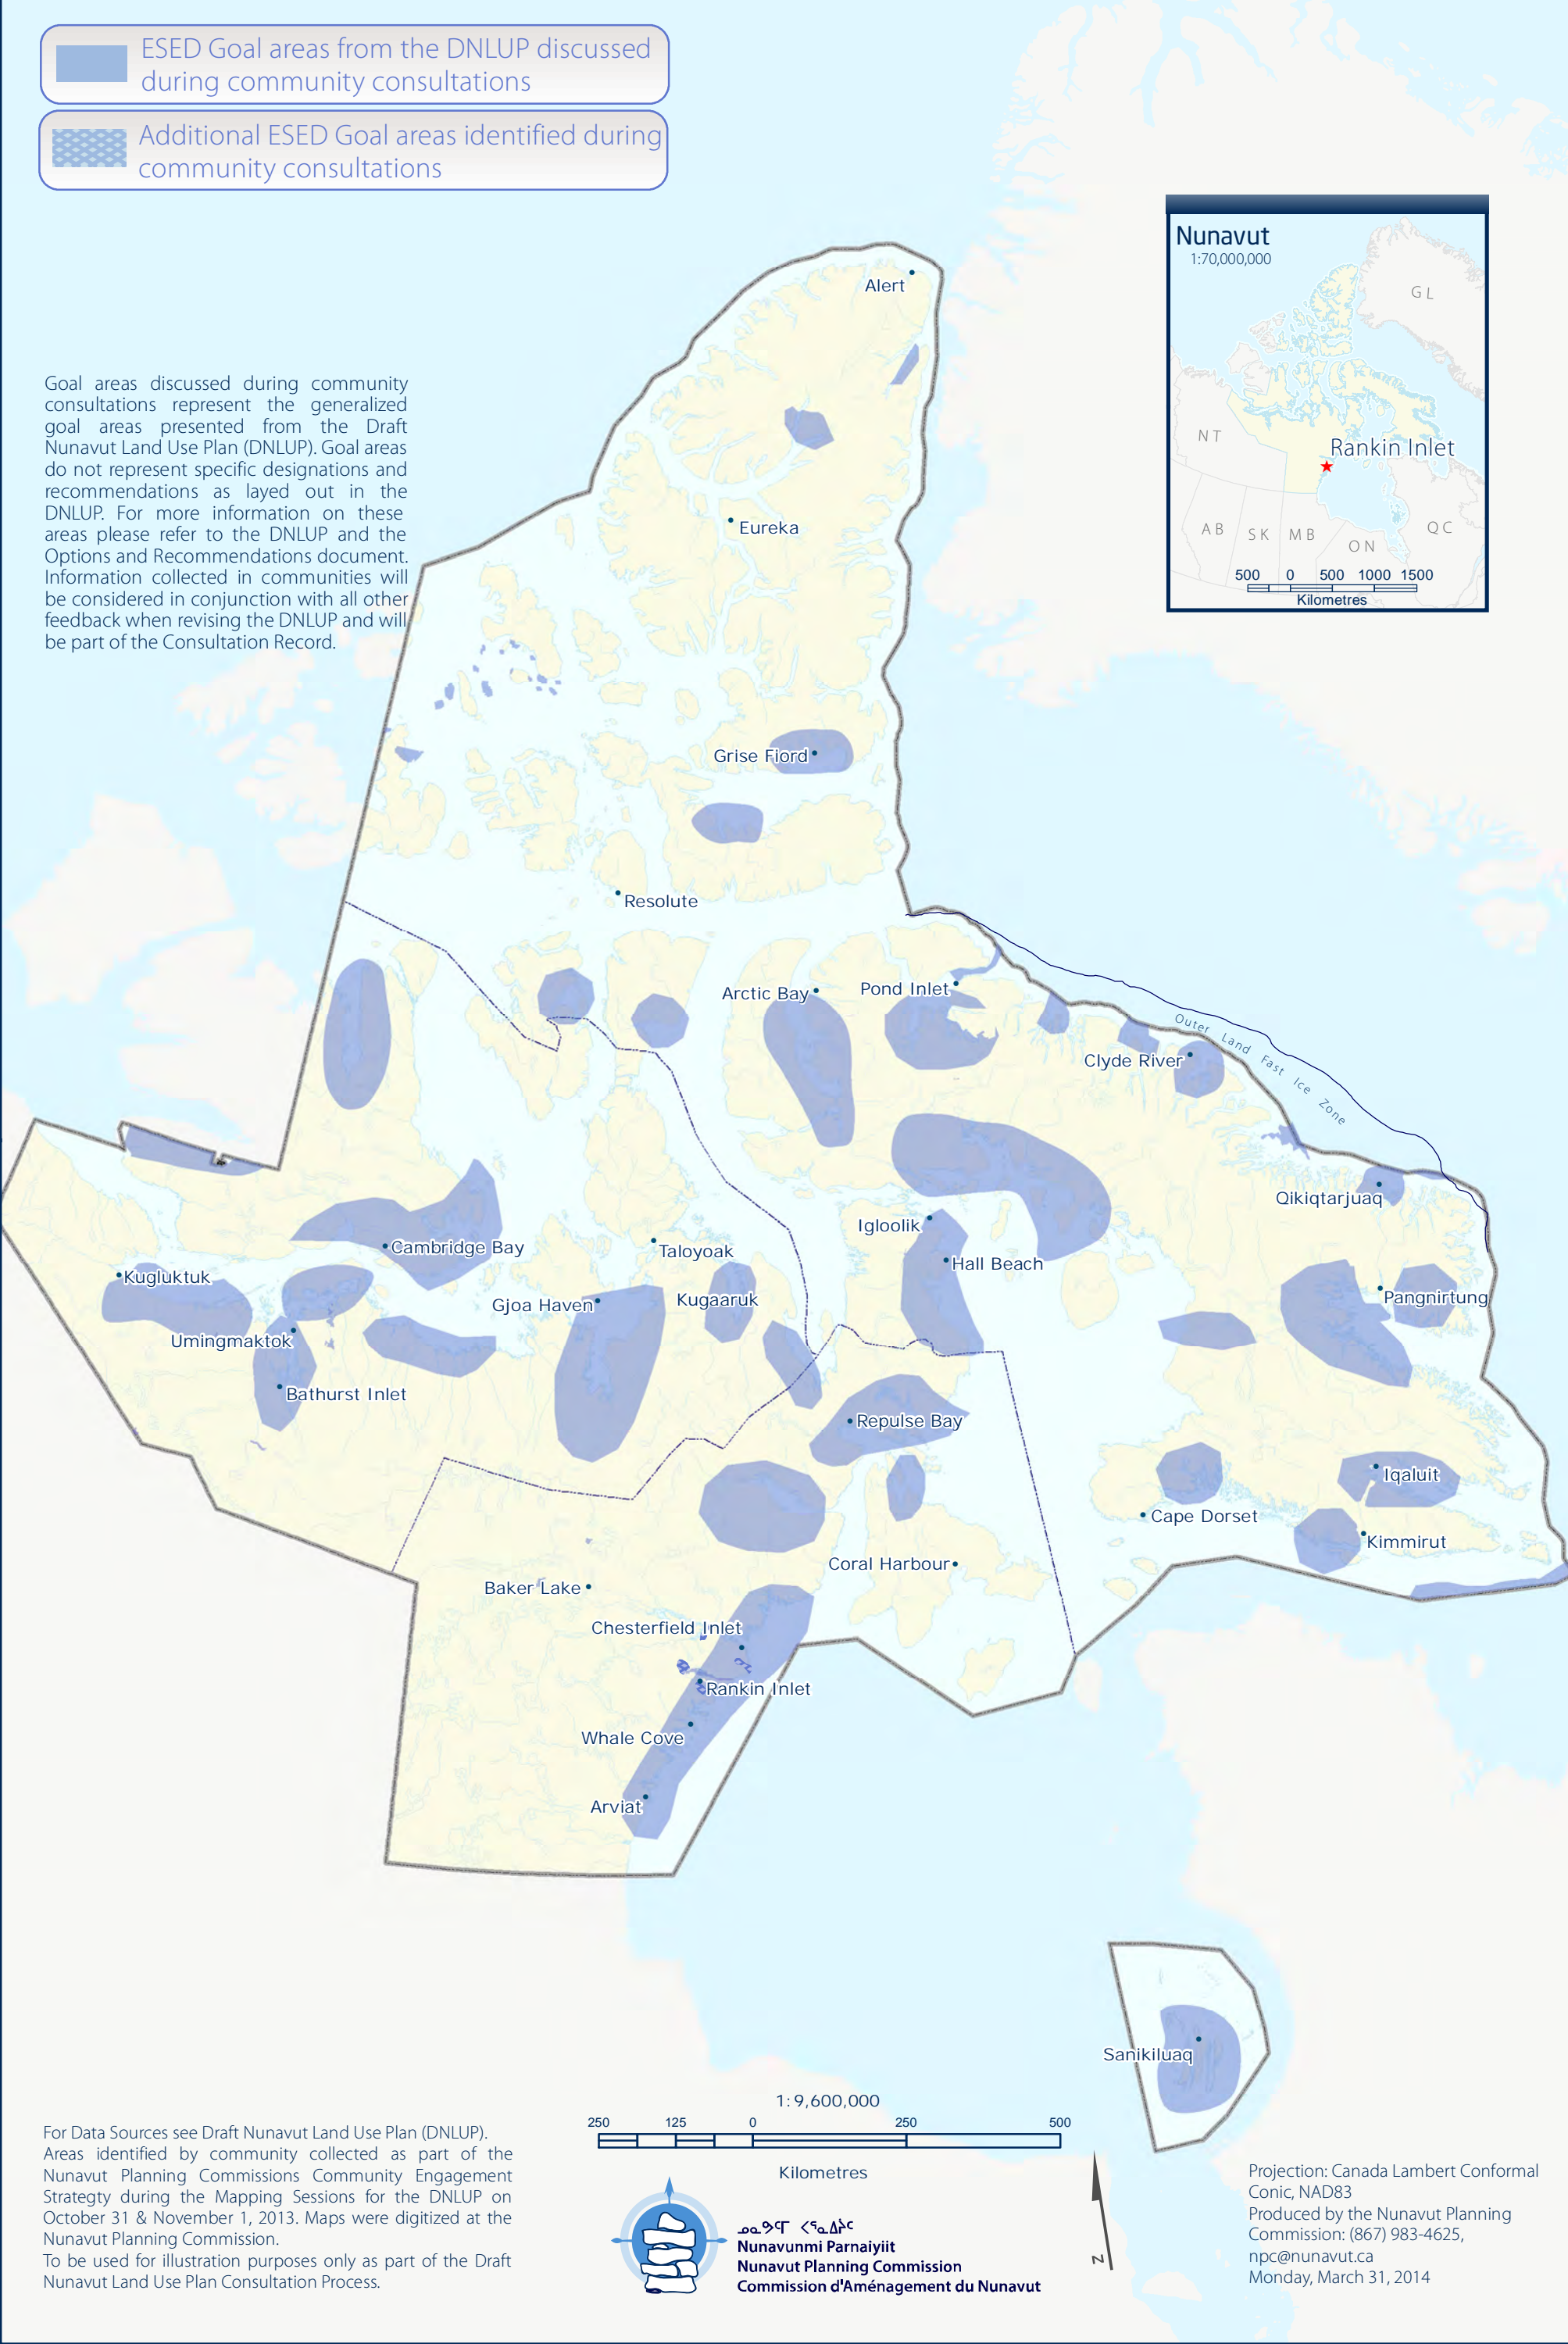 ESED Goal areas from the DNLUP discussed
during community consultations
Additional ESED Goal areas identified during
community consultations
Nunavut
1:70,000,000
GL
NT
Rankin Inlet
AB
SK
MB
ON
QC
500 0 500 1000 1500
Kilometres
Goal areas discussed during community
consultations represent the generalized
goal areas presented from the Draft
Nunavut Land Use Plan (DNLUP). Goal areas
do not represent specific designations and
recommendations as layed out in the
DNLUP. For more information on these
areas please refer to the DNLUP and the
Options and Recommendations document.
Information collected in communities will
be considered in conjunction with all other
feedback when revising the DNLUP and will
be part of the Consultation Record.
Alert
Eureka
Grise Fiord
Resolute
Arctic Bay
Pond Inlet
Outer Land Fast Ice Zone
Clyde River
Qikiqtarjuaq
Igloolik
Cambridge Bay
Taloyoak
Hall Beach
Kugluktuk
Gjoa Haven
Kugaaruk
Pangnirtung
Umingmaktok
Bathurst Inlet
Repulse Bay
Iqaluit
Cape Dorset
Kimmirut
Coral Harbour
Baker Lake
Chesterfield Inlet
Rankin Inlet
Whale Cove
Arviat
Sanikiluaq
1:9,600,000
250 125 0 250 500
Kilometres
For Data Sources see Draft Nunavut Land Use Plan (DNLUP).
Areas identified by community collected as part of the
Nunavut Planning Commissions Community Engagement
Strategty during the Mapping Sessions for the DNLUP on
October 31 & November 1, 2013. Maps were digitized at the
Nunavut Planning Commission.
To be used for illustration purposes only as part of the Draft
Nunavut Land Use Plan Consultation Process.
ᓄᓇᕗᑦᒥ ᐸᕐᓇᐃᔨᑦ
Nunavunmi Parnaiyiit
Nunavut Planning Commission
Commission d'Aménagement du Nunavut
N
Projection: Canada Lambert Conformal
Conic, NAD83
Produced by the Nunavut Planning
Commission: (867) 983-4625,
npc@nunavut.ca
Monday, March 31, 2014